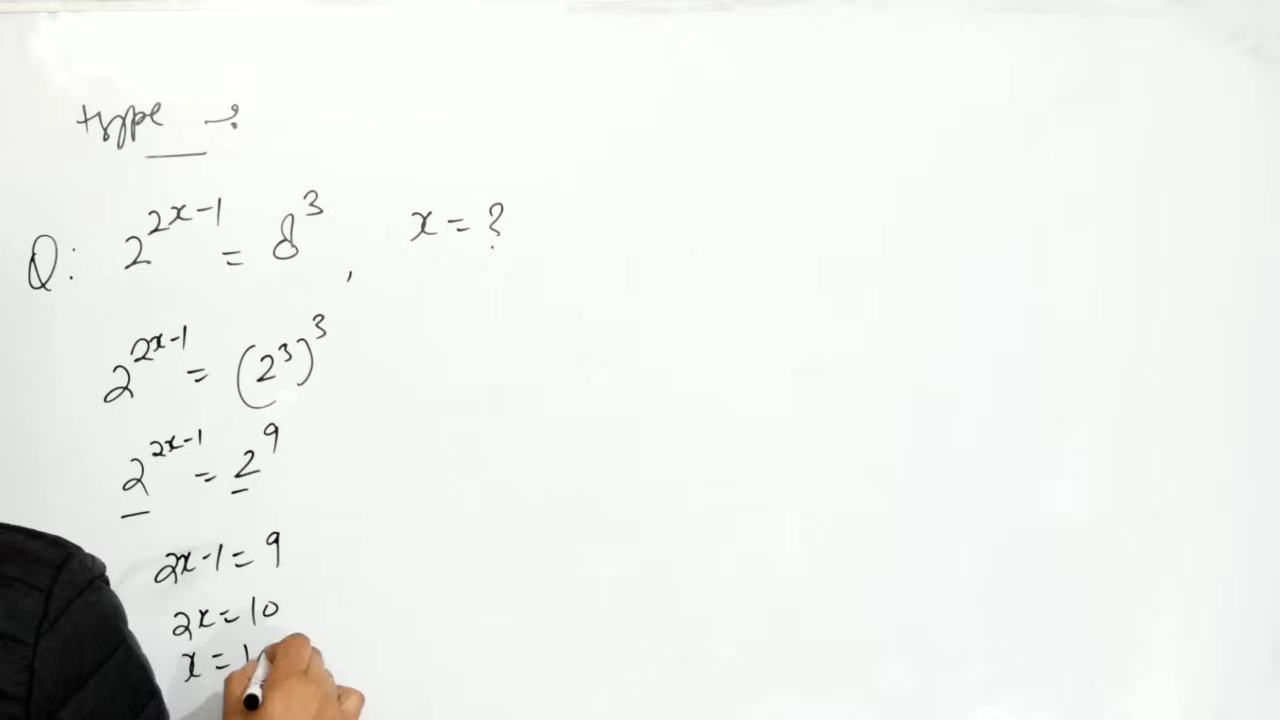 type :
Q: 2^{2x-1} = 8^3 , x = ?
2^{2x-1} = (2^3)^3
2^{2x-1} = 2^9
2x-1 = 9
2x = 10
x = 1